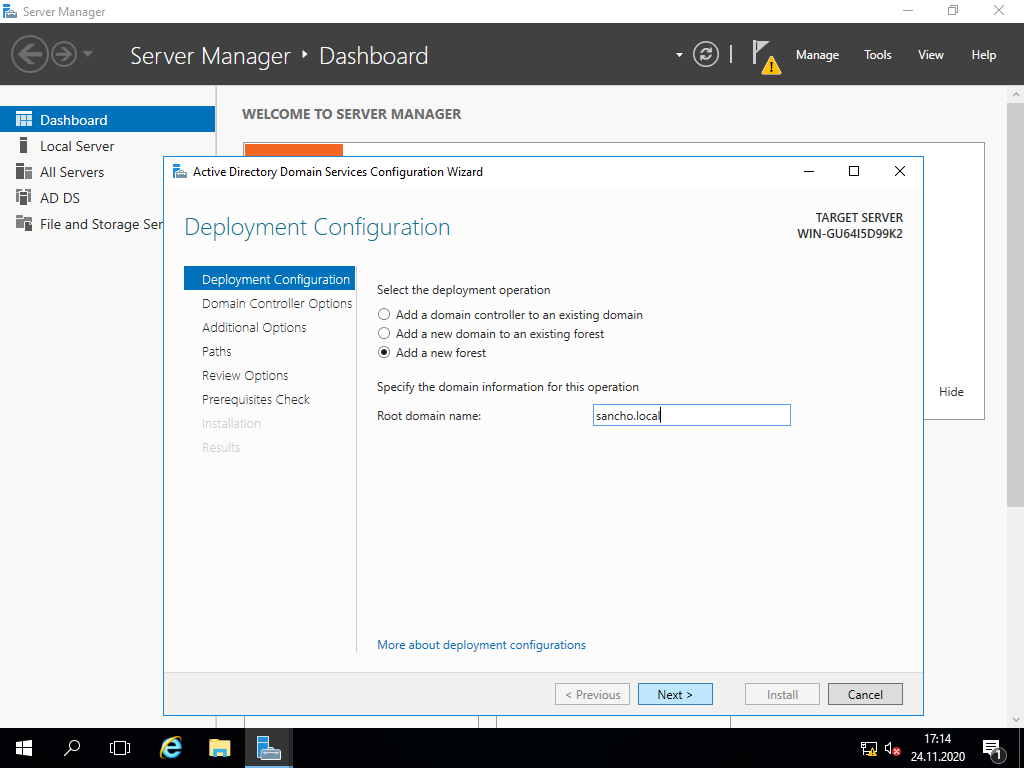 Server Manager
Server Manager ‣ Dashboard
Manage Tools View Help
Dashboard
Local Server
All Servers
AD DS
File and Storage Ser
WELCOME TO SERVER MANAGER
Active Directory Domain Services Configuration Wizard
Deployment Configuration
TARGET SERVER
WIN-GU64I5D99K2
Deployment Configuration
Domain Controller Options
Additional Options
Paths
Review Options
Prerequisites Check
Installation
Results
Select the deployment operation
Add a domain controller to an existing domain
Add a new domain to an existing forest
Add a new forest
Specify the domain information for this operation
Root domain name: sancho.local
More about deployment configurations
< Previous Next > Install Cancel
Hide
17:14
24.11.2020
1